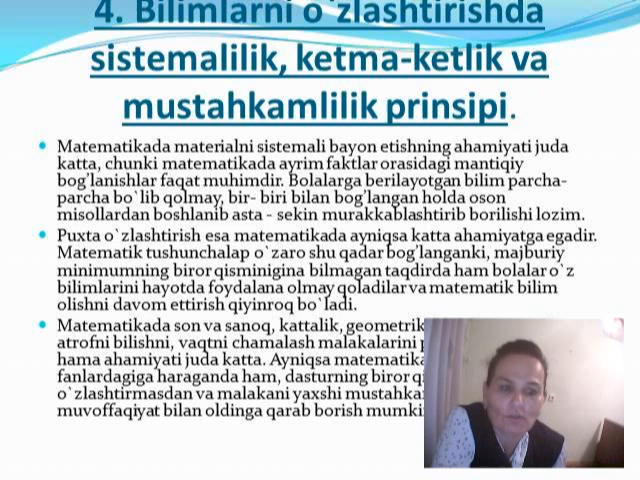 4. Bilimlarni o`zlashtirishda
sistemalilik, ketma-ketlik va
mustahkamlilik prinsipi.
Matematikada materialni sistemali bayon etishning ahamiyati juda
katta, chunki matematikada ayrim faktlar orasidagi mantiqiy
bog’lanishlar faqat muhimdir. Bolalarga berilayotgan bilim parcha-
parcha bo`lib qolmay, bir- biri bilan bog’langan holda oson
misollardan boshlanib asta - sekin murakkablashtirib borilishi lozim.
Puxta o`zlashtirish esa matematikada ayniqsa katta ahamiyatga egadir.
Matematik tushunchalap o`zaro shu qadar bog’langanki, majburiy
minimumning biror qisminigina bilmagan taqdirda ham bolalar o`z
bilimlarini hayotda foydalana olmay qoladilar va matematik bilim
olishni davom ettirish qiyinroq bo`ladi.
Matematikada son va sanoq, kattalik, geometrik
atrofni bilishni, vaqtni chamalash malakalarini
hama ahamiyati juda katta. Ayniqsa
fanlardagiga haraganda ham, dasturning biror
o`zlashtirmasdan va malakani yaxshi
muvoffaqiyat bilan oldinga qarab borish